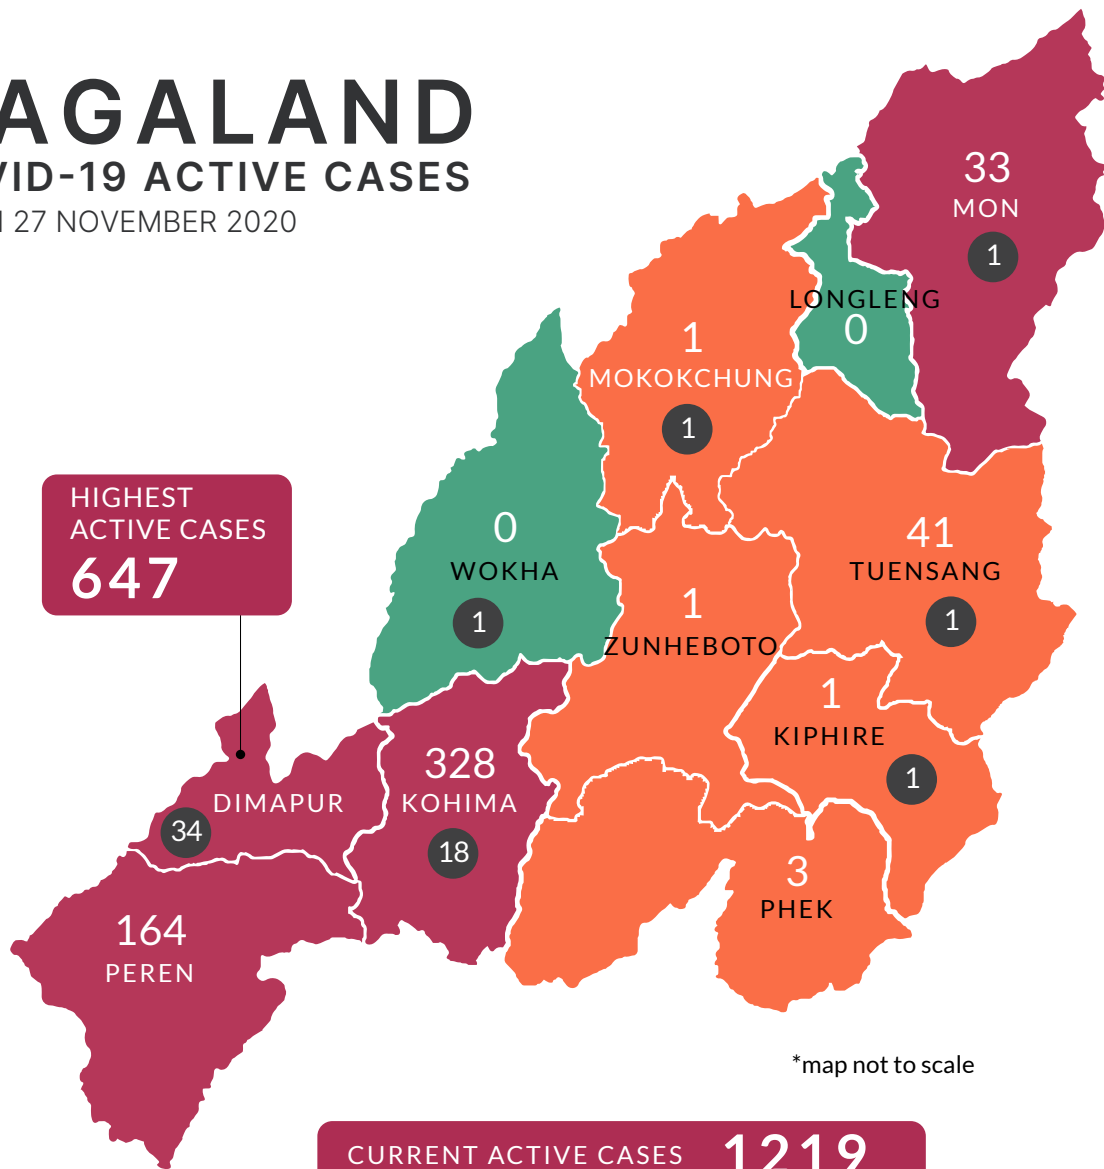 AGALAND
VID-19 ACTIVE CASES
27 NOVEMBER 2020
33
MON
1
LONGLENG
0
1
MOKOKCHUNG
1
HIGHEST
ACTIVE CASES
647
0
WOKHA
1
41
TUENSANG
1
1
ZUNHEBOTO
1
KIPHIRE
1
328
KOHIMA
18
DIMAPUR
34
3
PHEK
164
PEREN
*map not to scale
CURRENT ACTIVE CASES 1219